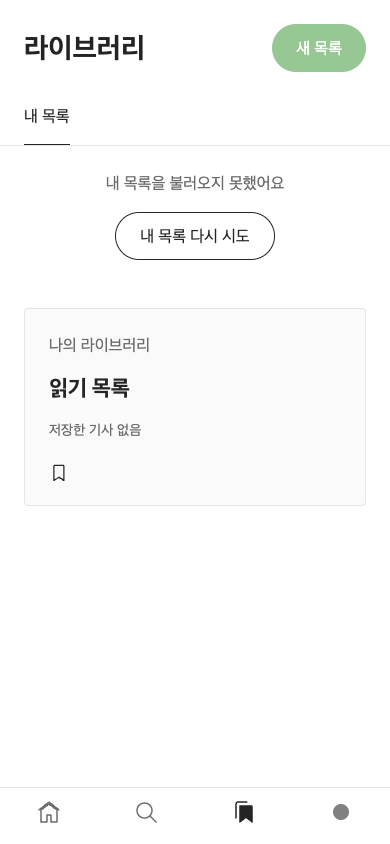 라이브러리
새 목록
내 목록
내 목록을 불러오지 못했어요
내 목록 다시 시도
나의 라이브러리
읽기 목록
저장한 기사 없음